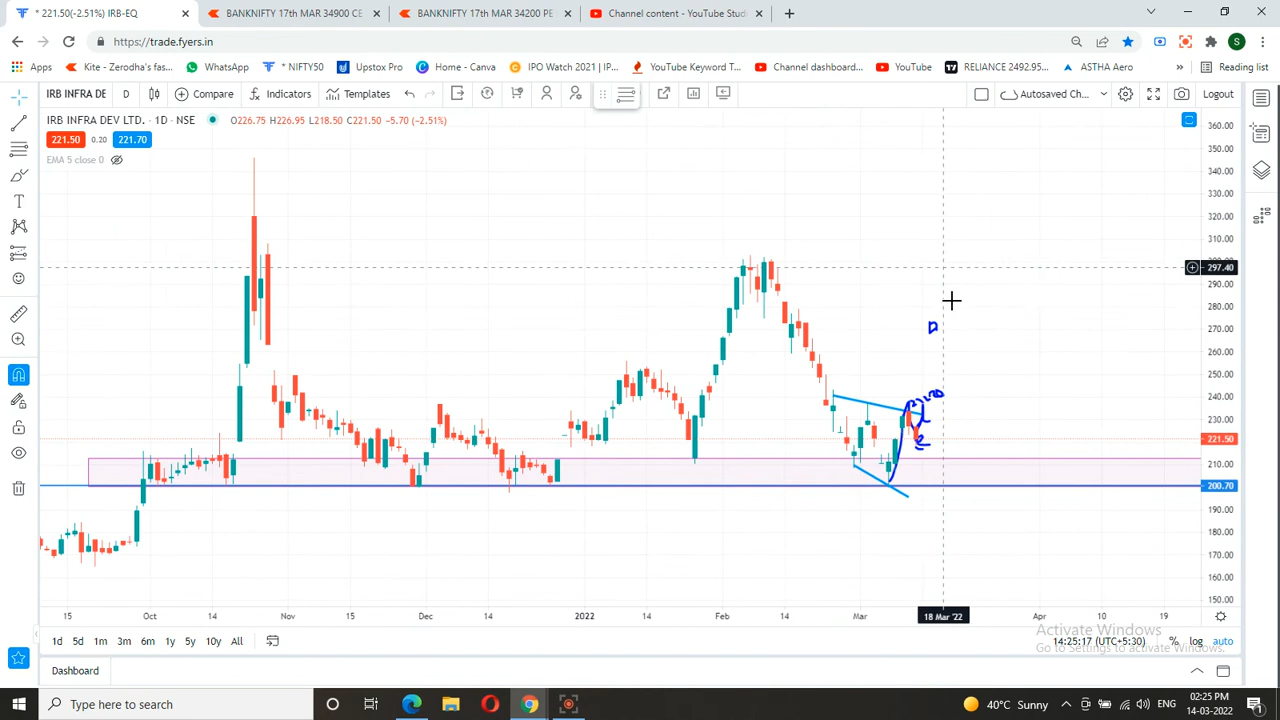 * 221.50(-2.51%) IRB-EQ
BANKNIFTY 17th MAR 34900 CE
BANKNIFTY 17th MAR 34200 PE
Channel content - YouTube Stud
https://trade.fyers.in
S
Apps
Kite - Zerodha's fas...
WhatsApp
* NIFTY50
Upstox Pro
Home - Canva
IPO Watch 2021 | IP...
YouTube Keyword T...
Channel dashboard...
YouTube
RELIANCE 2492.95...
ASTHA Aero
»
Reading list
IRB INFRA DE
D
Compare
Indicators
Templates
Autosaved Ch...
Logout
IRB INFRA DEV LTD. · 1D · NSE
O226.75 H226.95 L218.50 C221.50 -5.70 (-2.51%)
221.50 0.20 221.70
EMA 5 close 0
360.00
350.00
340.00
330.00
320.00
310.00
297.40
290.00
280.00
270.00
260.00
250.00
240.00
230.00
221.50
210.00
200.70
190.00
180.00
170.00
160.00
150.00
15 Oct 14 Nov 15 Dec 14 2022 14 Feb 14 Mar 18 Mar '22 Apr 10 19
1d 5d 1m 3m 6m 1y 5y 10y All
14:25:17 (UTC+5:30) % log auto
Activate Windows
Go to Settings to activate Windows.
Dashboard
Type here to search
40°C Sunny
ENG
02:25 PM
14-03-2022